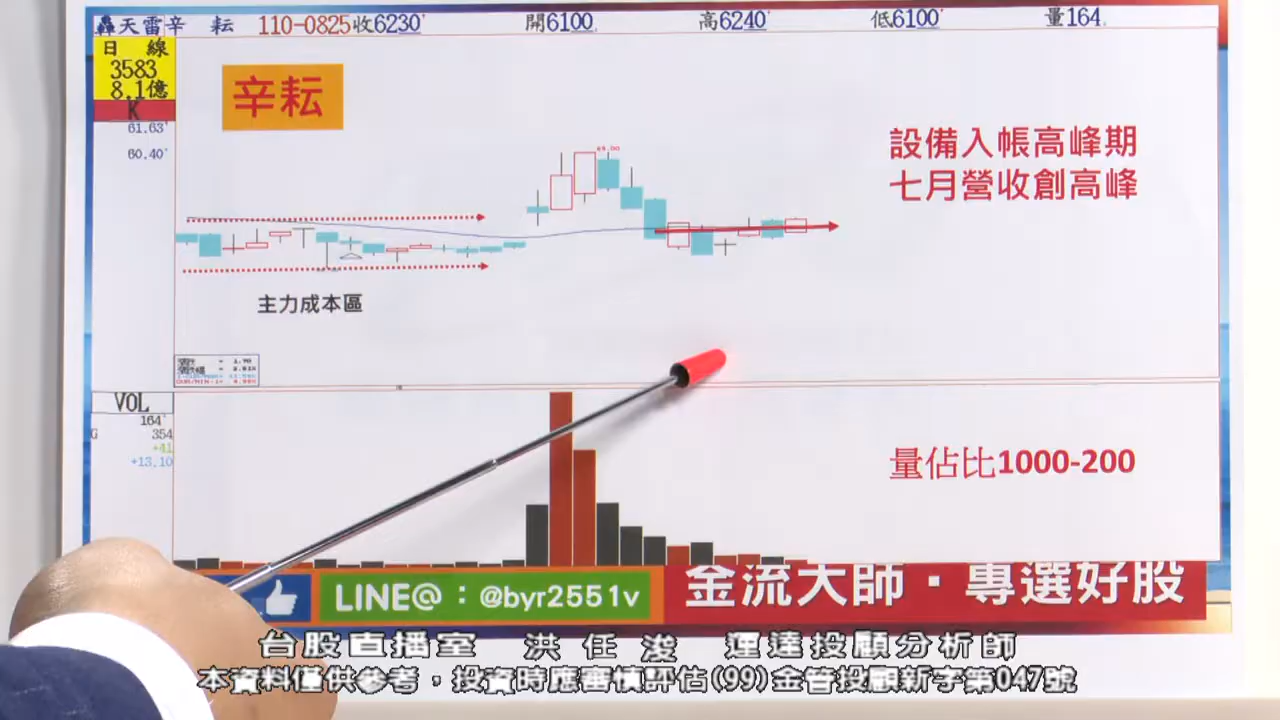 轟天雷辛 耘 110-0825收6230' 開6100. 高6240' 低6100' 量164.
日 線
3583
8.1億
K
61.63'
60.40'
辛耘
設備入帳高峰期
七月營收創高峰
主力成本區
VOL
164'
G 354
+41
+13.10
量佔比1000-200
LINE@：@byr2551v
金流大師・專選好股
台股直播室 洪任浚 運達投顧分析師
本資料僅供參考，投資時應審慎評估(99)金管投顧新字第047號